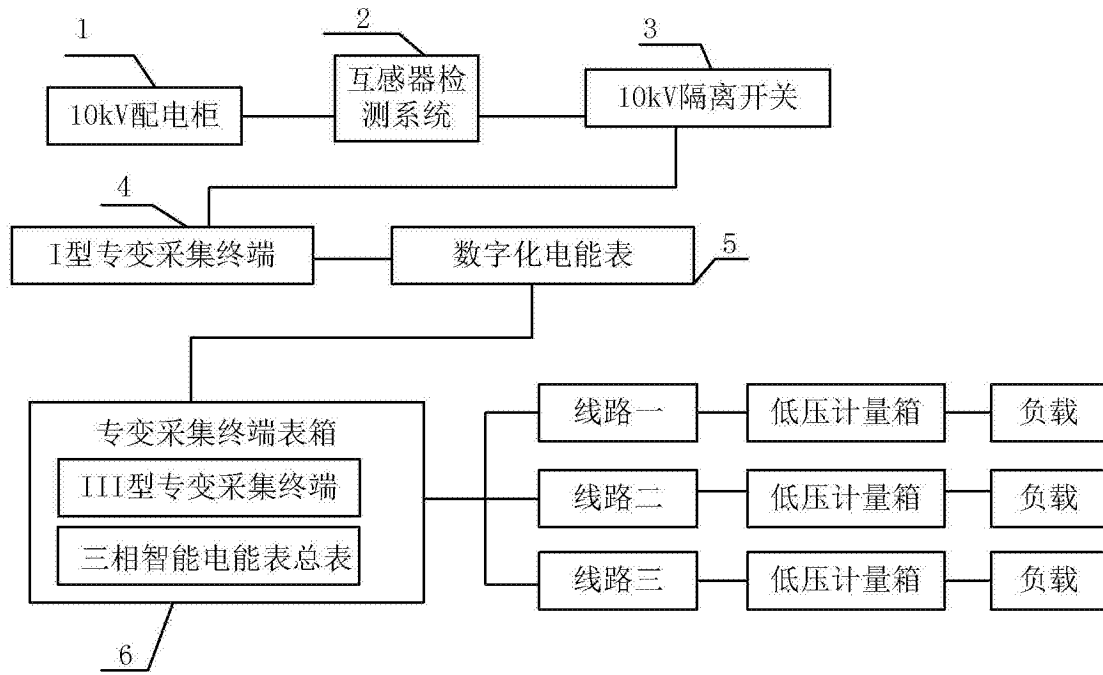 1
2
3
10kV配电柜
互感器检
测系统
10kV隔离开关
4
I型专变采集终端
数字化电能表
5
专变采集终端表箱
III型专变采集终端
三相智能电能表总表
6
线路一
低压计量箱
负载
线路二
低压计量箱
负载
线路三
低压计量箱
负载